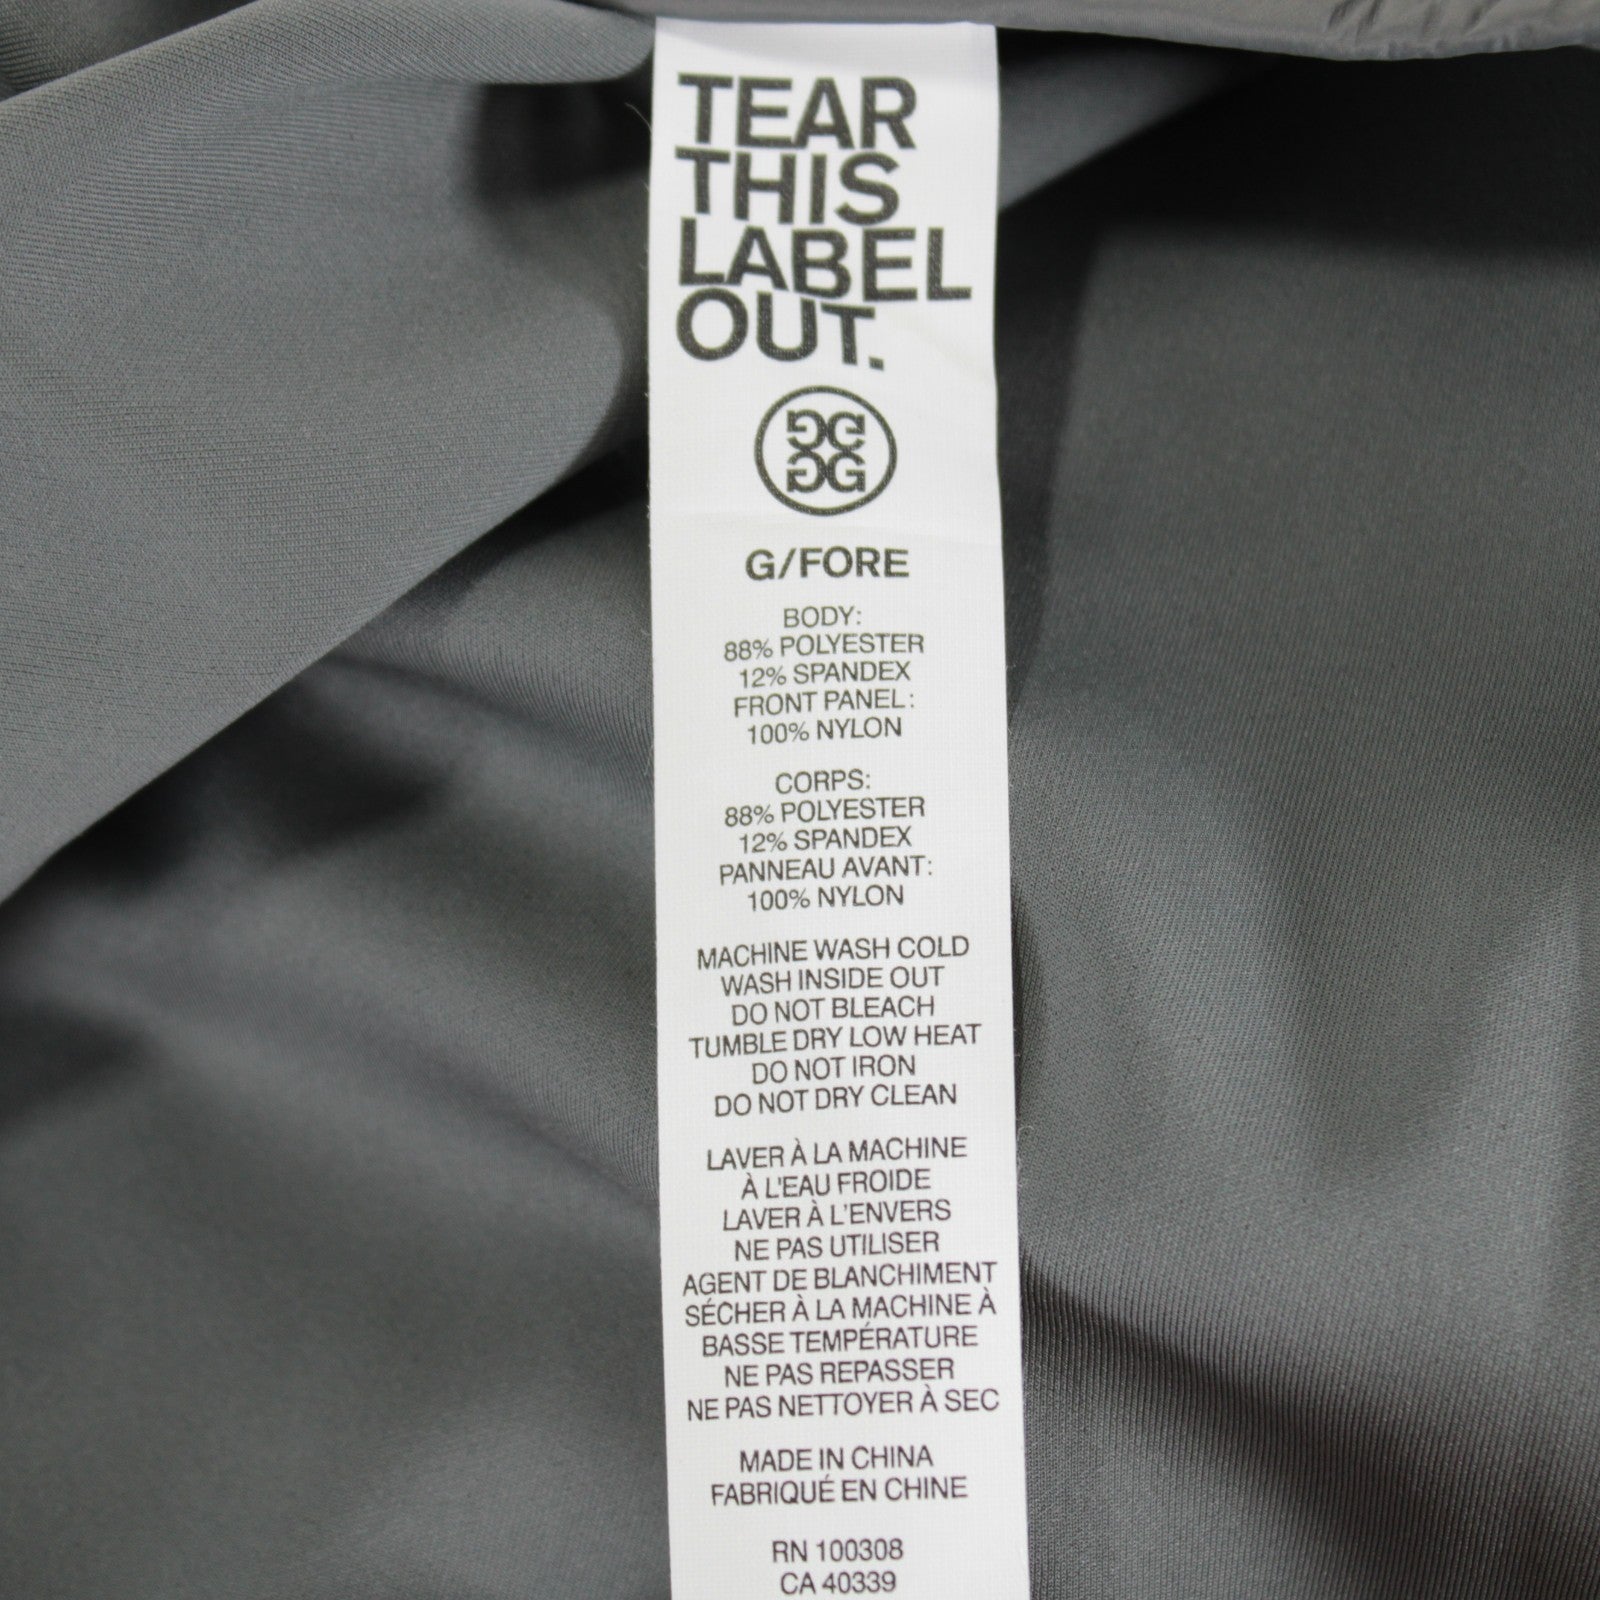 TEAR
THIS
LABEL
OUT.
G/FORE
BODY:
88% POLYESTER
12% SPANDEX
FRONT PANEL:
100% NYLON
CORPS:
88% POLYESTER
12% SPANDEX
PANNEAU AVANT:
100% NYLON
MACHINE WASH COLD
WASH INSIDE OUT
DO NOT BLEACH
TUMBLE DRY LOW HEAT
DO NOT IRON
DO NOT DRY CLEAN
LAVER À LA MACHINE
À L'EAU FROIDE
LAVER À L'ENVERS
NE PAS UTILISER
AGENT DE BLANCHIMENT
SÉCHER À LA MACHINE À
BASSE TEMPÉRATURE
NE PAS REPASSER
NE PAS NETTOYER À SEC
MADE IN CHINA
FABRIQUÉ EN CHINE
RN 100308
CA 40339